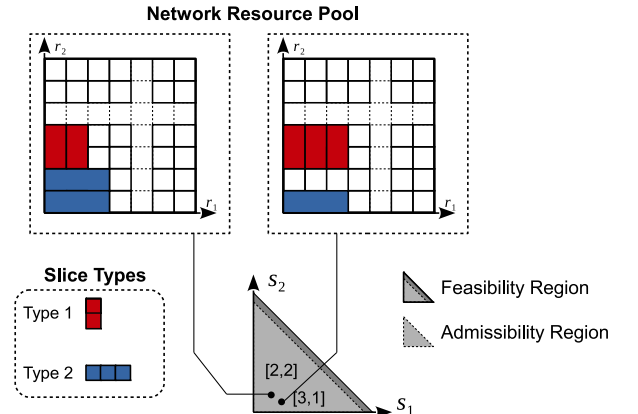 Network Resource Pool
r2 r2
r1 r1
Slice Types
Type 1
Type 2
s2
[2,2]
[3,1]
s1
Feasibility Region
Admissibility Region